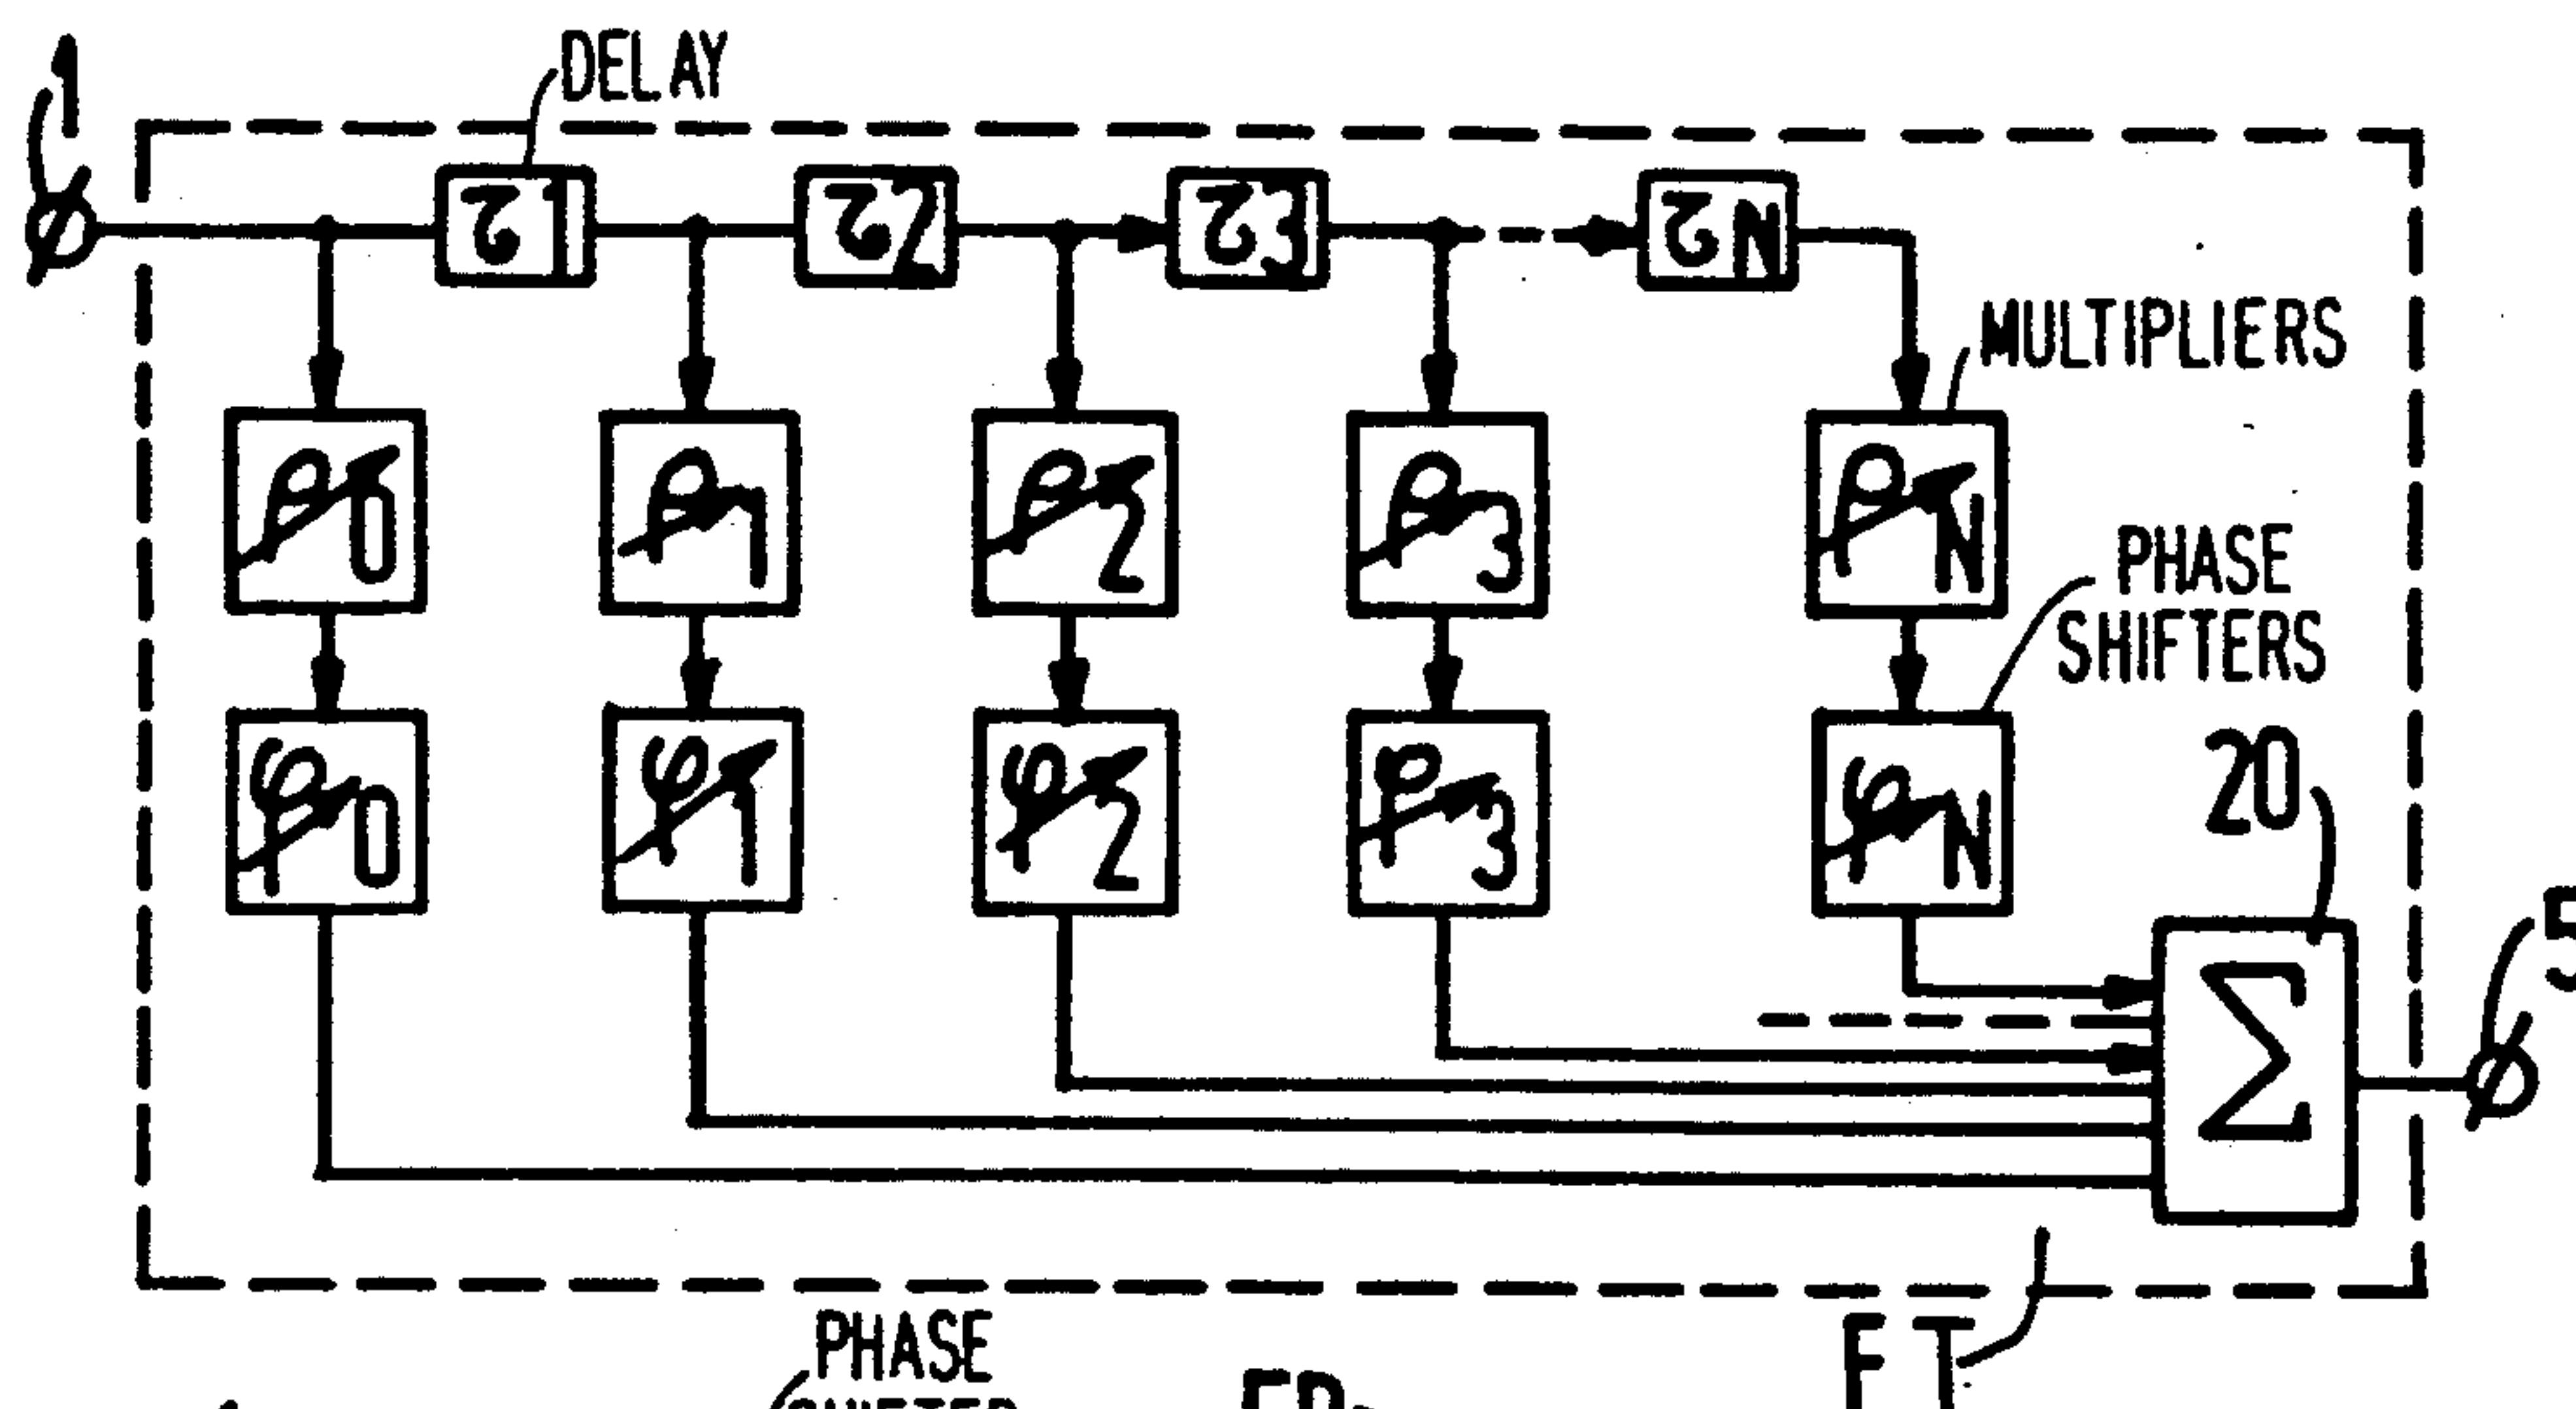 1
DELAY
τ1 τ2 τ3 τN
MULTIPLIERS
ρ0 ρ1 ρ2 ρ3 ρN
PHASE
SHIFTERS
φ0 φ1 φ2 φ3 φN
20
5
Σ
PHASE
FT